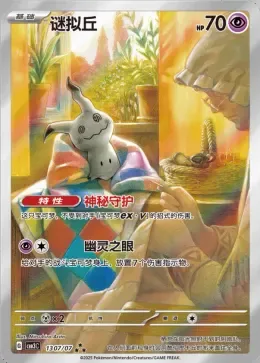 基础
谜拟丘
HP 70
特性 神秘守护
这只宝可梦,不受到对手「宝可梦ex・V」的招式的伤害。
幽灵之眼
给对手的战斗宝可梦身上,放置7个伤害指示物。
×2
©2025 Pokémon/Nintendo/Creatures/GAME FREAK